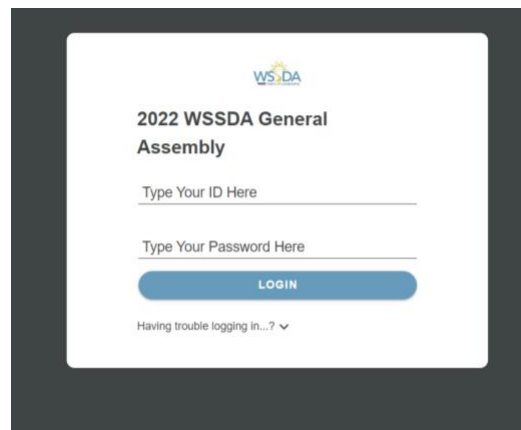 WSSDA
2022 WSSDA General
Assembly
Type Your ID Here
Type Your Password Here
LOGIN
Having trouble logging in...?